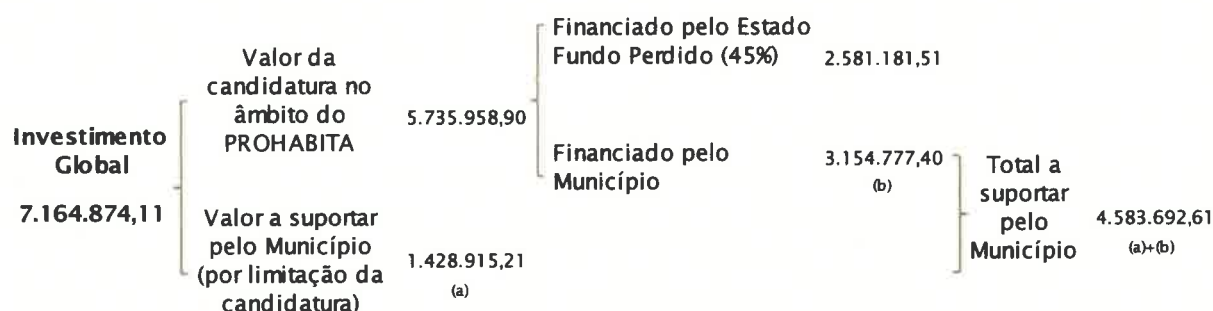 Investimento
Global
7.164.874,11
Valor da
candidatura no
âmbito do
PROHABITA
5.735.958,90
Valor a suportar
pelo Município
(por limitação da
candidatura)
1.428.915,21
(a)
Financiado pelo Estado
Fundo Perdido (45%)
2.581.181,51
Financiado pelo
Município
3.154.777,40
(b)
Total a
suportar
pelo
Município
4.583.692,61
(a)+(b)